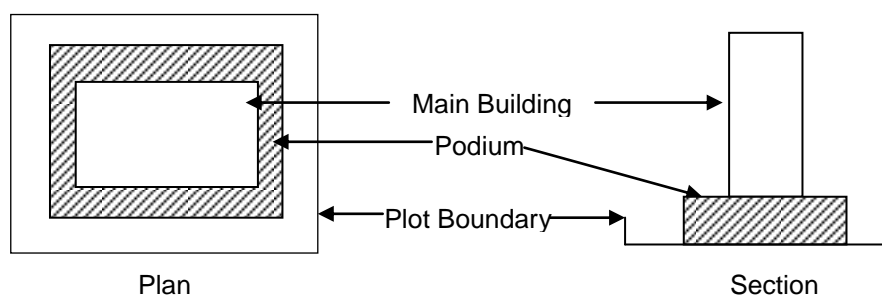 Main Building
Podium
Plot Boundary
Plan
Section